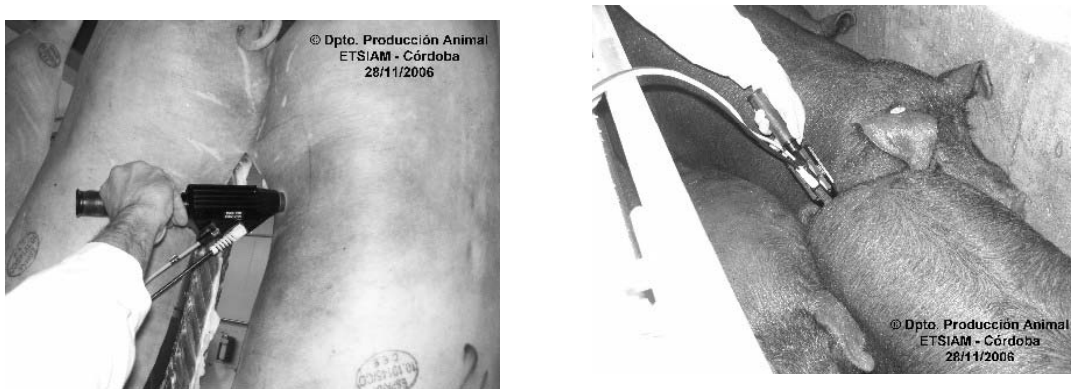 © Dpto. Producción Animal
ETSIAM - Córdoba
28/11/2006
© Dpto. Producción Animal
ETSIAM - Córdoba
28/11/2006